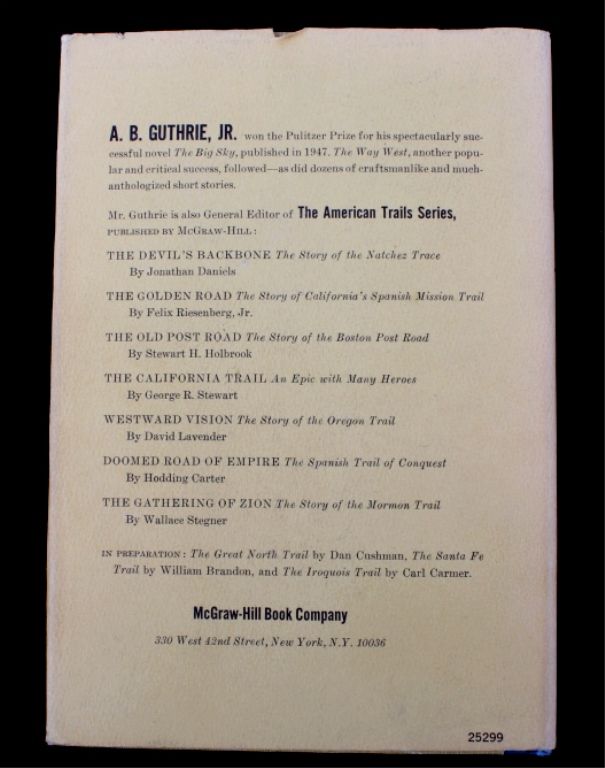 A. B. GUTHRIE, JR. won the Pulitzer Prize for his spectacularly suc-
cessful novel The Big Sky, published in 1947. The Way West, another popu-
lar and critical success, followed—as did dozens of craftsmanlike and much-
anthologized short stories.
Mr. Guthrie is also General Editor of The American Trails Series,
PUBLISHED BY MCGRAW-HILL:
THE DEVIL'S BACKBONE The Story of the Natchez Trace
By Jonathan Daniels
THE GOLDEN ROAD The Story of California's Spanish Mission Trail
By Felix Riesenberg, Jr.
THE OLD POST ROAD The Story of the Boston Post Road
By Stewart H. Holbrook
THE CALIFORNIA TRAIL An Epic with Many Heroes
By George R. Stewart
WESTWARD VISION The Story of the Oregon Trail
By David Lavender
DOOMED ROAD OF EMPIRE The Spanish Trail of Conquest
By Hodding Carter
THE GATHERING OF ZION The Story of the Mormon Trail
By Wallace Stegner
IN PREPARATION: The Great North Trail by Dan Cushman, The Santa Fe
Trail by William Brandon, and The Iroquois Trail by Carl Carmer.
McGraw-Hill Book Company
330 West 42nd Street, New York, N.Y. 10036
25299